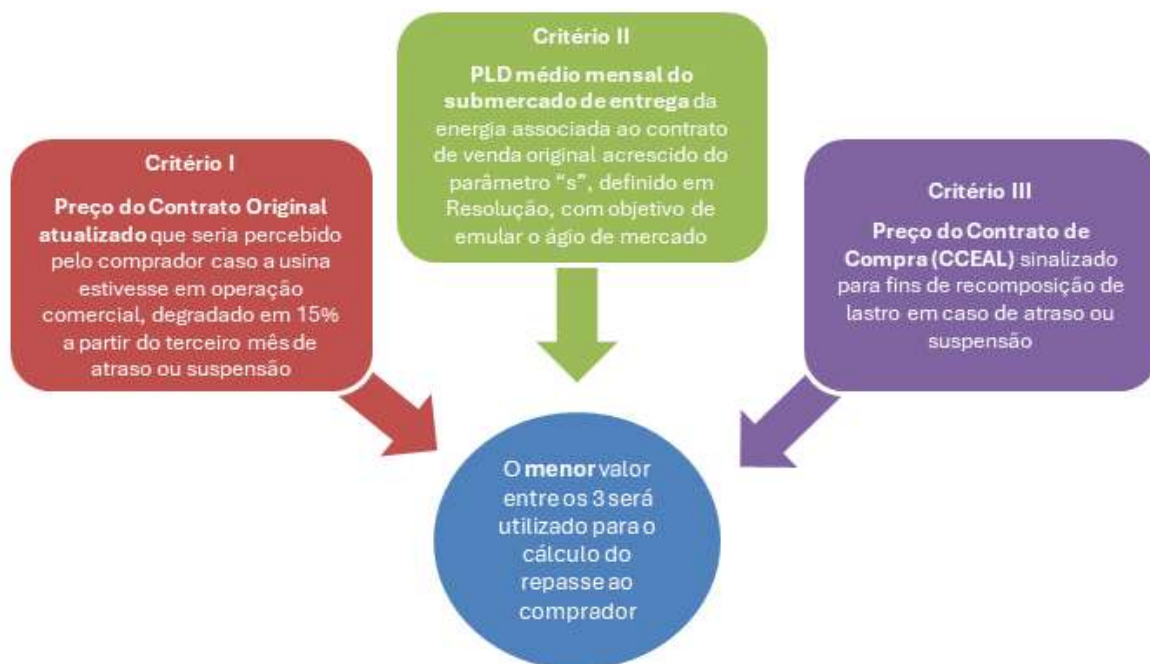 Critério I
Preço do Contrato Original
atualizado que seria percebido
pelo comprador caso a usina
estivesse em operação
comercial, degradado em 15%
a partir do terceiro mês de
atraso ou suspensão
Critério II
PLD médio mensal do
submercado de entrega da
energia associada ao contrato
de venda original acrescido do
parâmetro “s”, definido em
Resolução, com objetivo de
emular o ágio de mercado
Critério III
Preço do Contrato de
Compra (CCEAL) sinalizado
para fins de recomposição de
lastro em caso de atraso ou
suspensão
O menor valor
entre os 3 será
utilizado para o
cálculo do
repasse ao
comprador